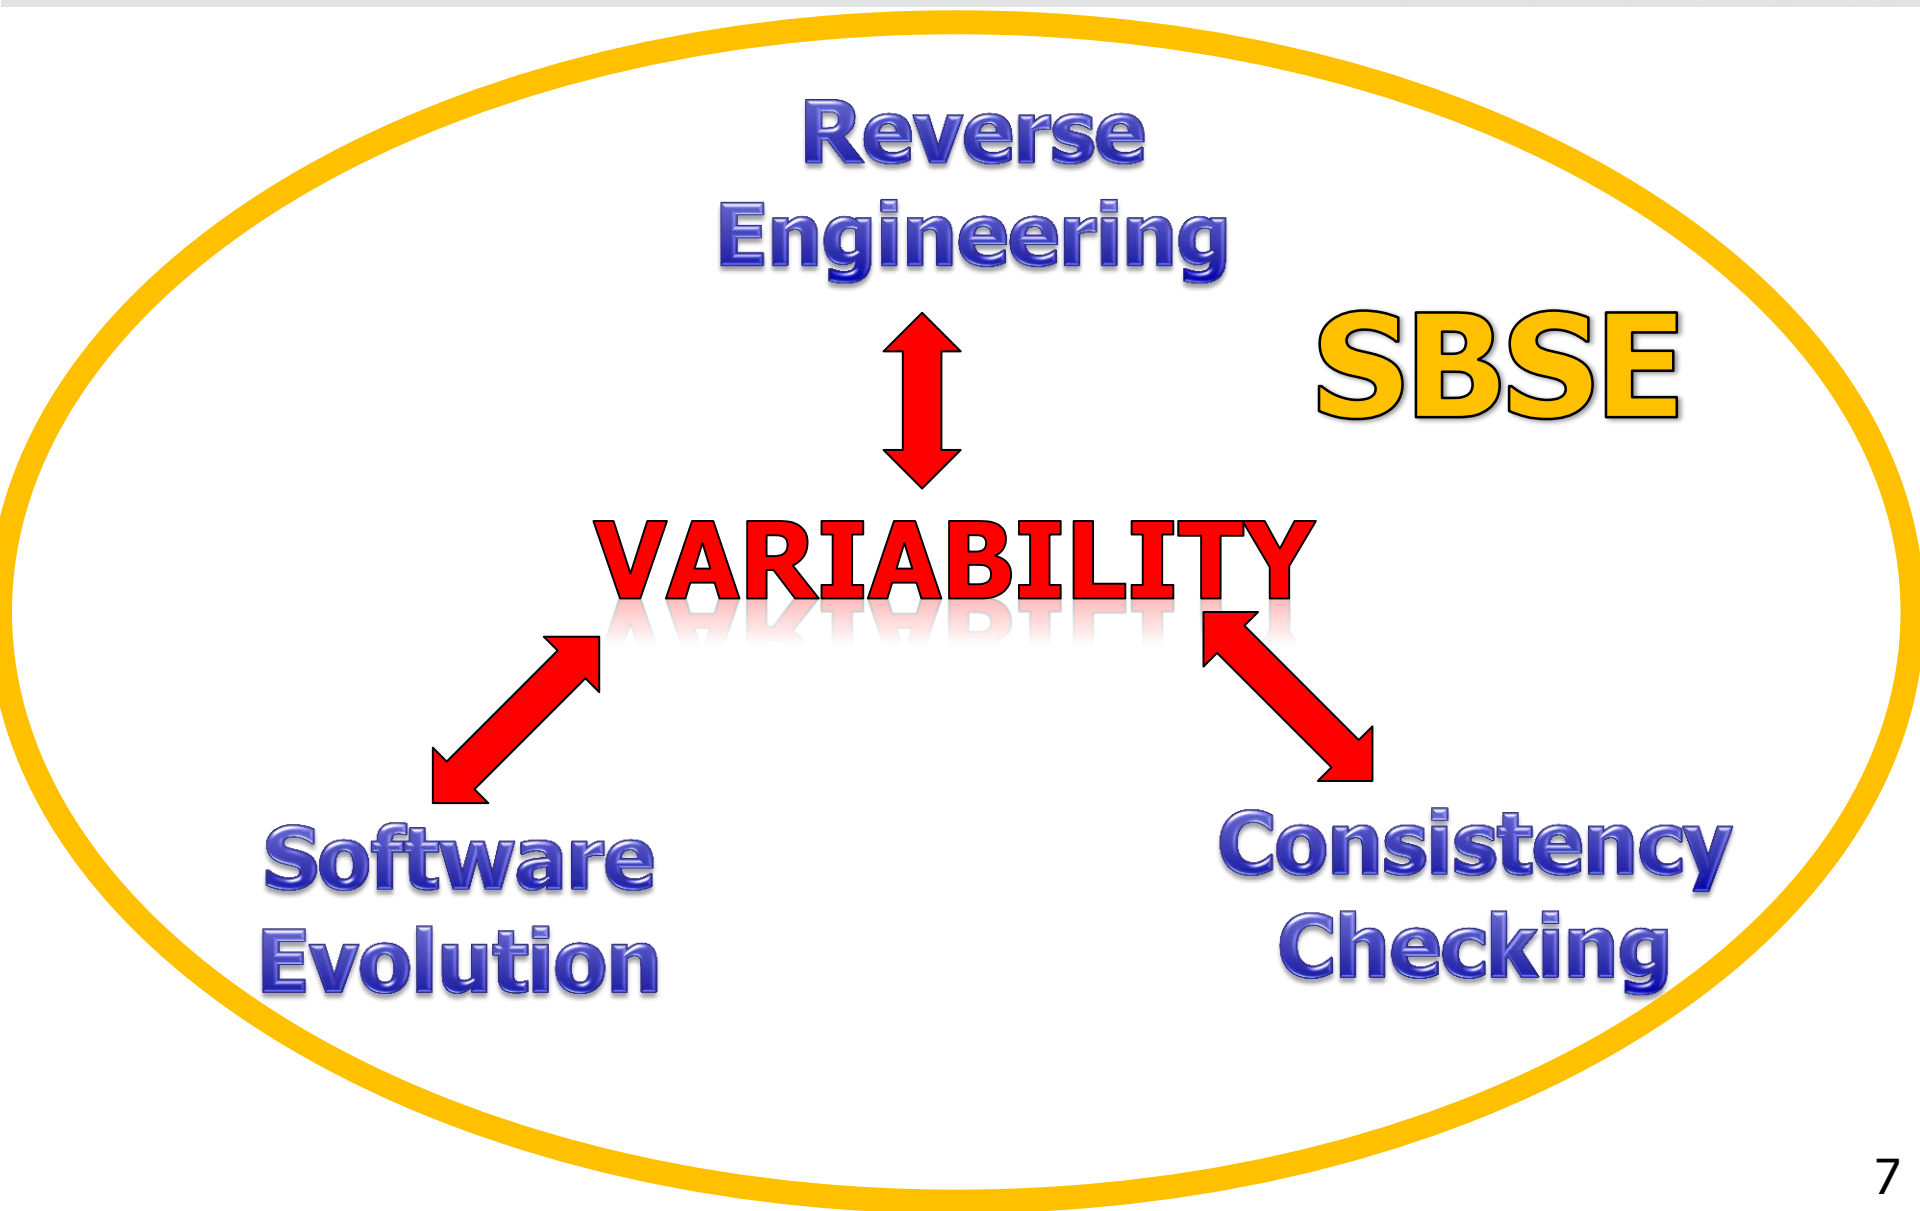 Reverse
Engineering
SBSE
VARIABILITY
Software
Evolution
Consistency
Checking
7